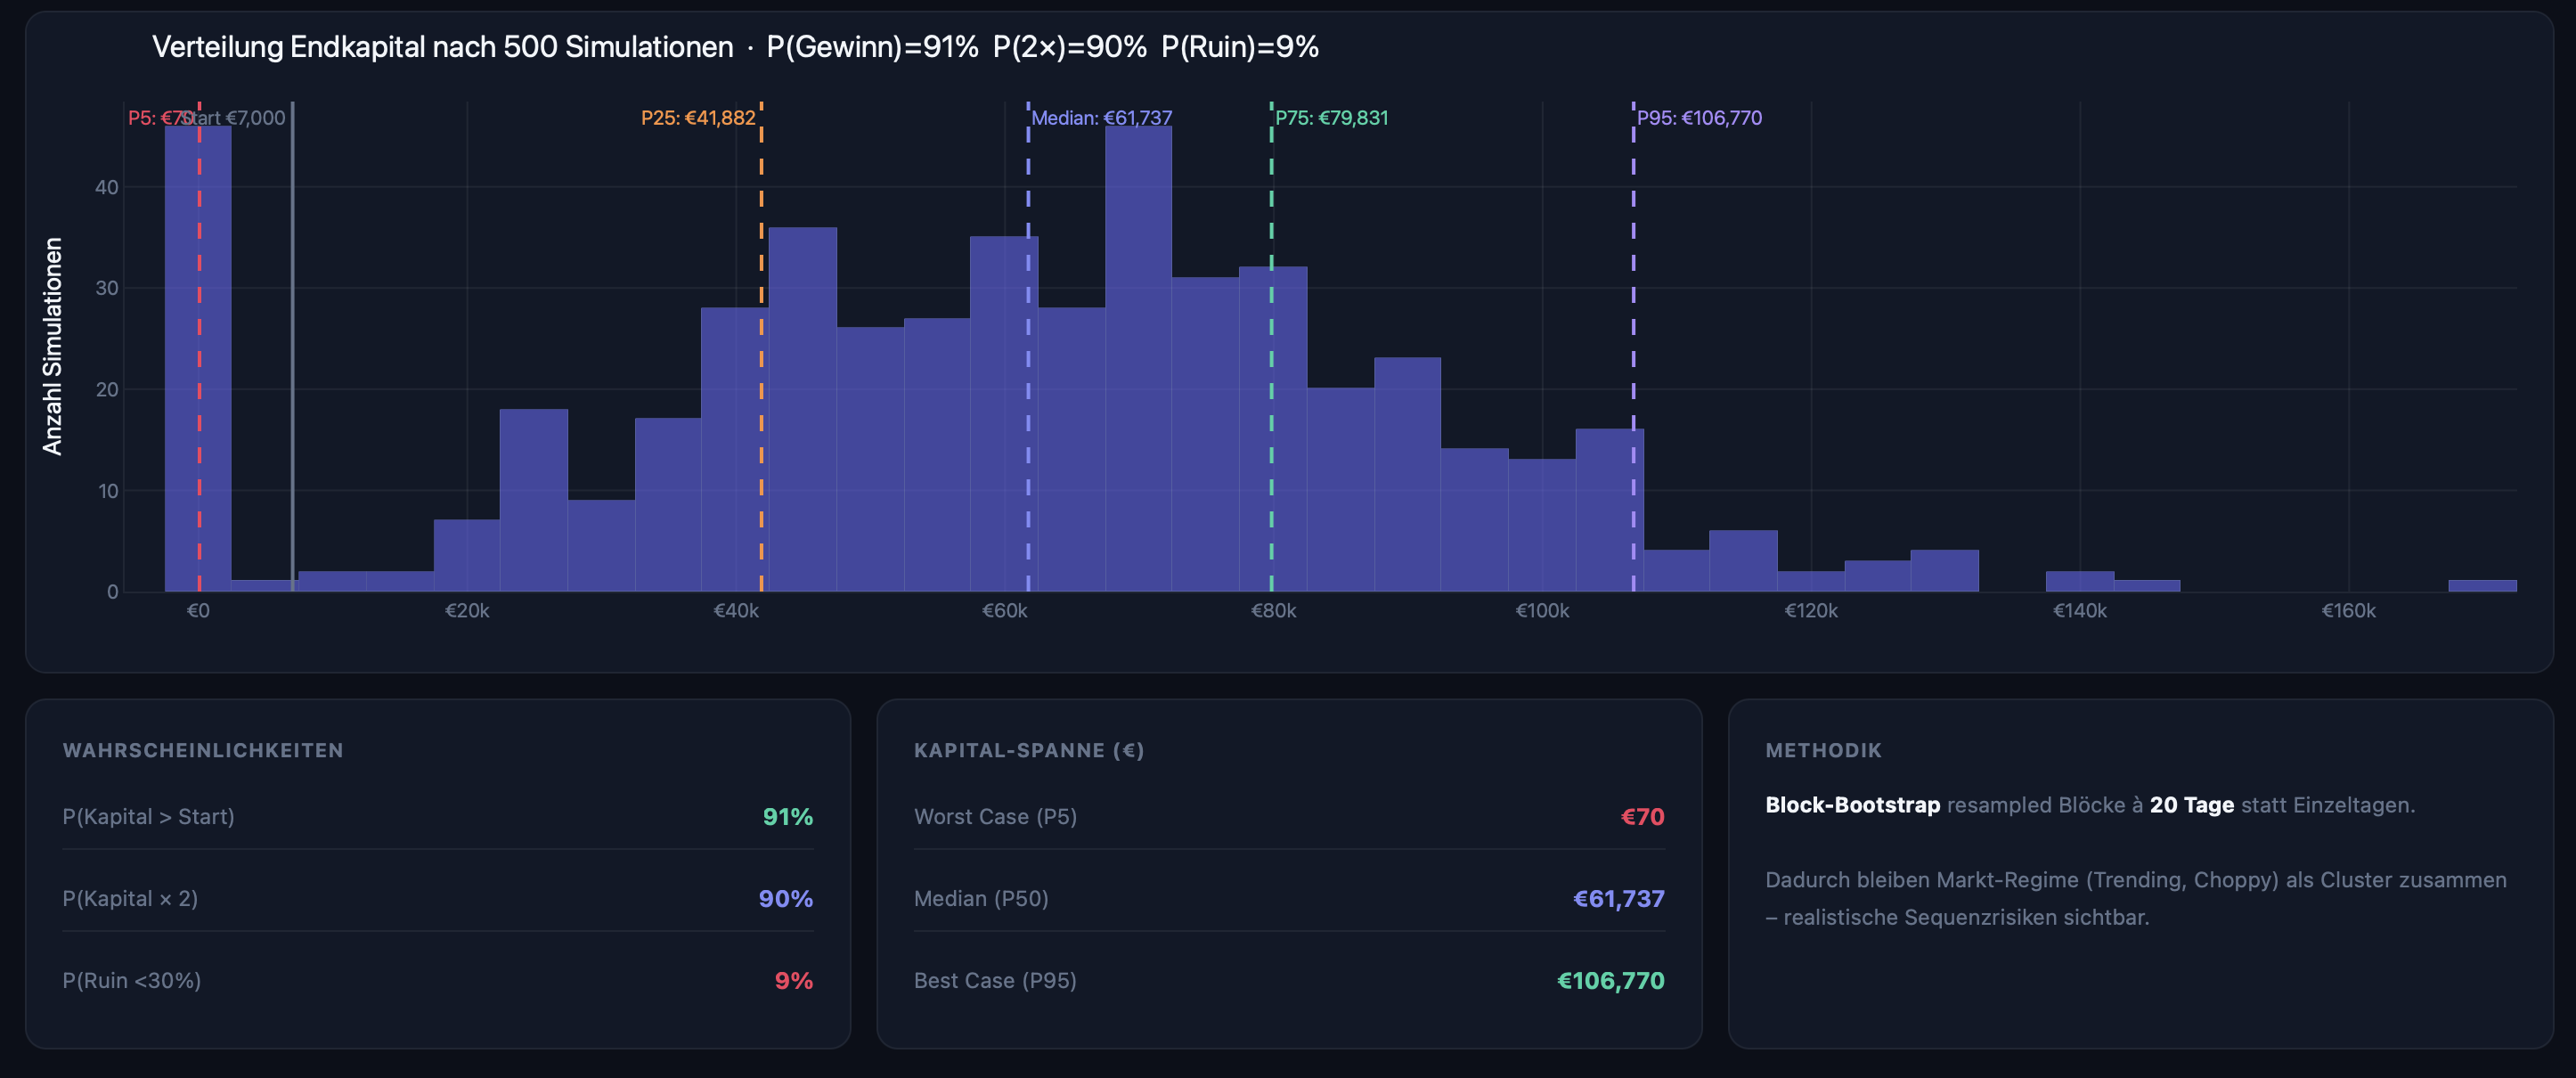 Verteilung Endkapital nach 500 Simulationen · P(Gewinn)=91% P(2×)=90% P(Ruin)=9%
P5: €70
Start €7,000
P25: €41,882
Median: €61,737
P75: €79,831
P95: €106,770
Anzahl Simulationen
40
30
20
10
0
€0
€20k
€40k
€60k
€80k
€100k
€120k
€140k
€160k
WAHRSCHEINLICHKEITEN
P(Kapital > Start) 91%
P(Kapital × 2) 90%
P(Ruin <30%) 9%
KAPITAL-SPANNE (€)
Worst Case (P5) €70
Median (P50) €61,737
Best Case (P95) €106,770
METHODIK
Block-Bootstrap resampled Blöcke à 20 Tage statt Einzeltagen.
Dadurch bleiben Markt-Regime (Trending, Choppy) als Cluster zusammen
– realistische Sequenzrisiken sichtbar.